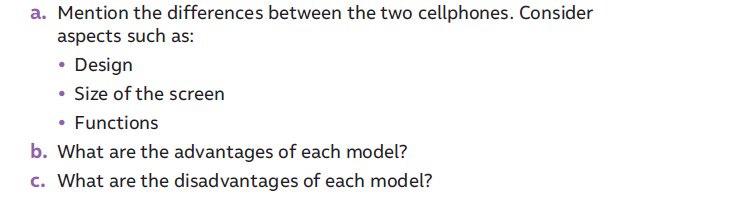 a. Mention the differences between the two cellphones. Consider
aspects such as:
• Design
• Size of the screen
• Functions
b. What are the advantages of each model?
c. What are the disadvantages of each model?